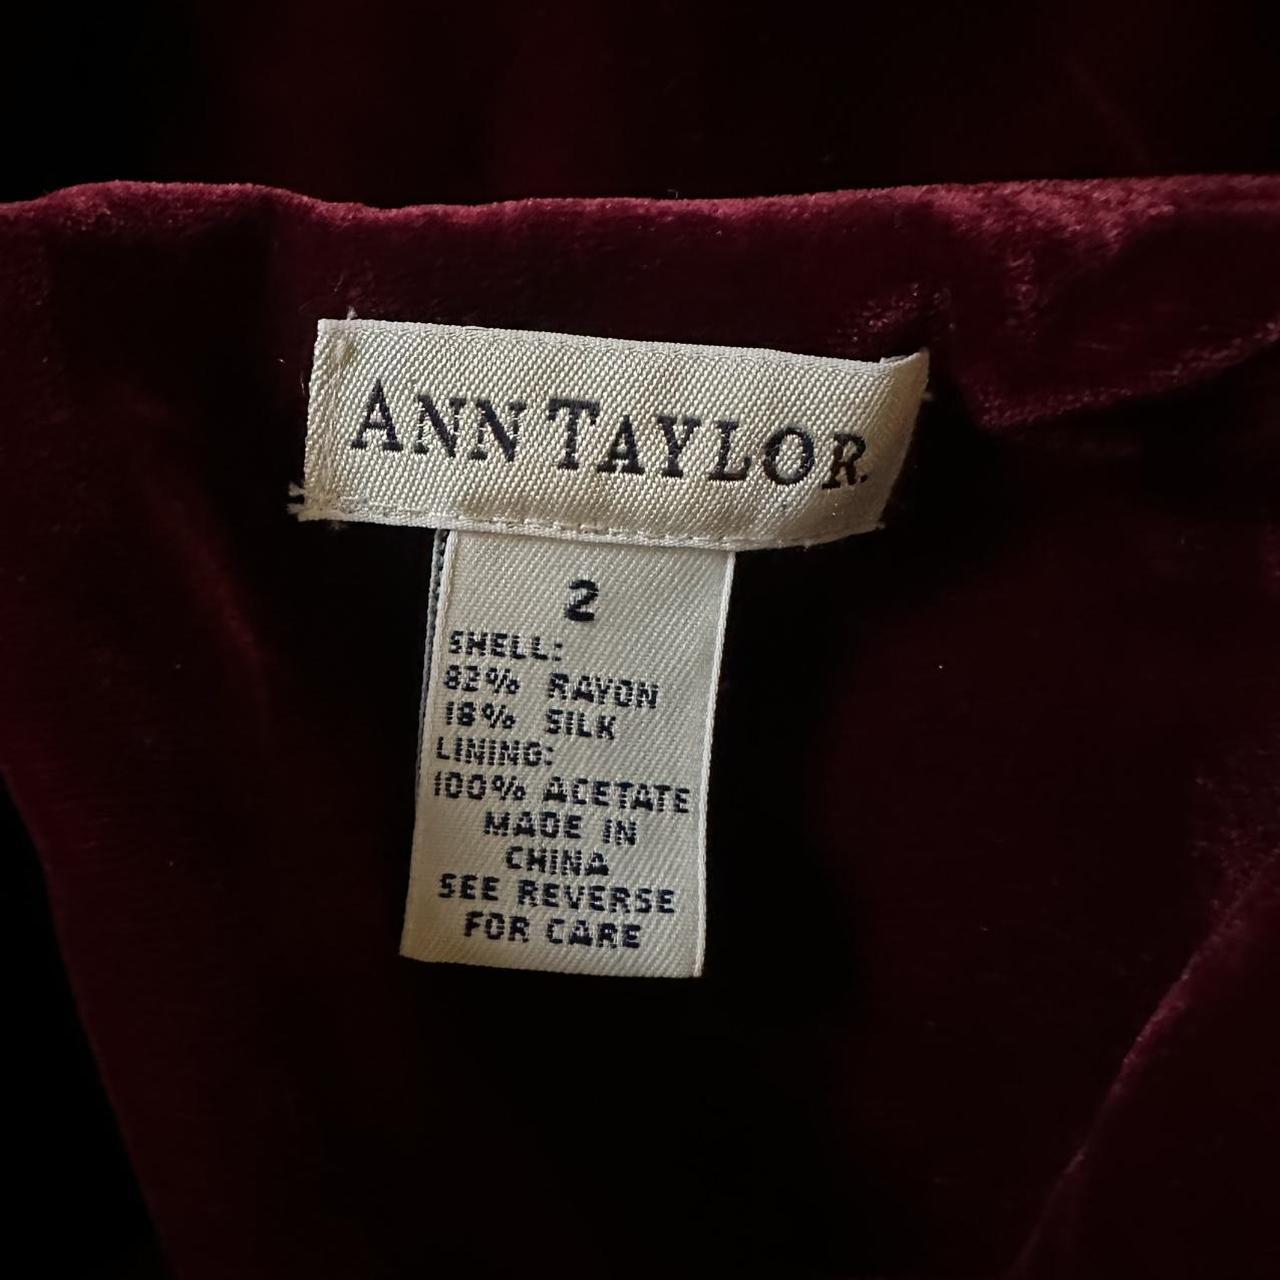 ANN TAYLOR.
2
SHELL:
82% RAYON
18% SILK
LINING:
100% ACETATE
MADE IN
CHINA
SEE REVERSE
FOR CARE